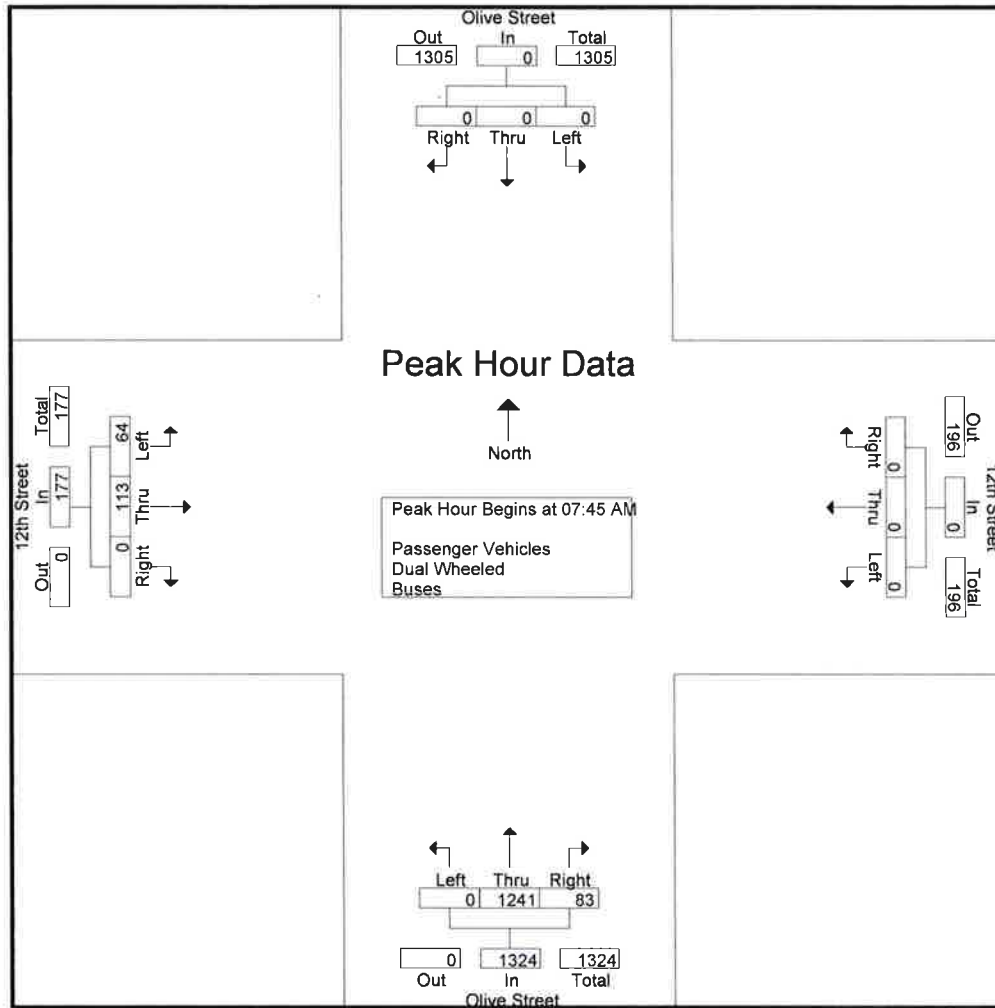 Olive Street
Out In Total
1305 0 1305
0 0 0
Right Thru Left
Peak Hour Data
North
Peak Hour Begins at 07:45 AM
Passenger Vehicles
Dual Wheeled
Buses
12th Street
Out In Total
0 177 177
Right Thru Left
0 113 64
12th Street
Out In Total
196 0 196
Right Thru Left
0 0 0
Left Thru Right
0 1241 83
0 1324 1324
Out In Total
Olive Street